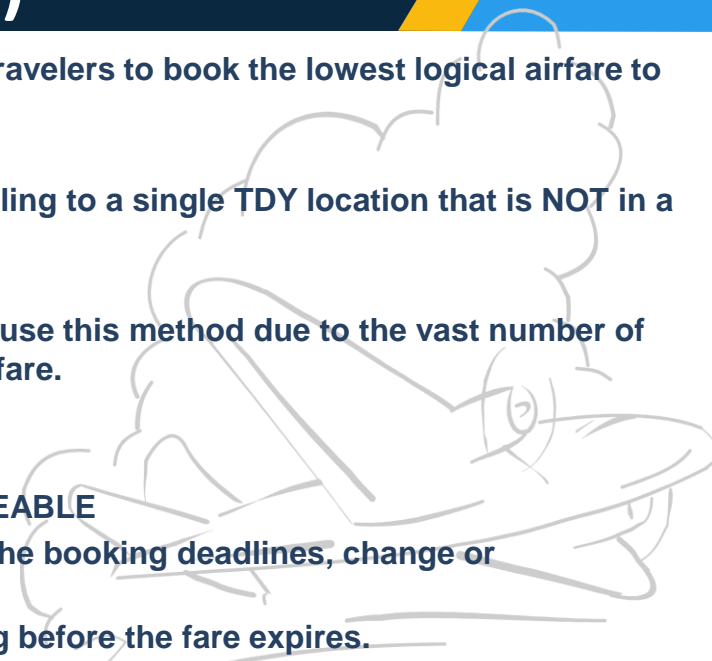 ravelers to book the lowest logical airfare to
ling to a single TDY location that is NOT in a
use this method due to the vast number of
fare.
EABLE
he booking deadlines, change or
g before the fare expires.